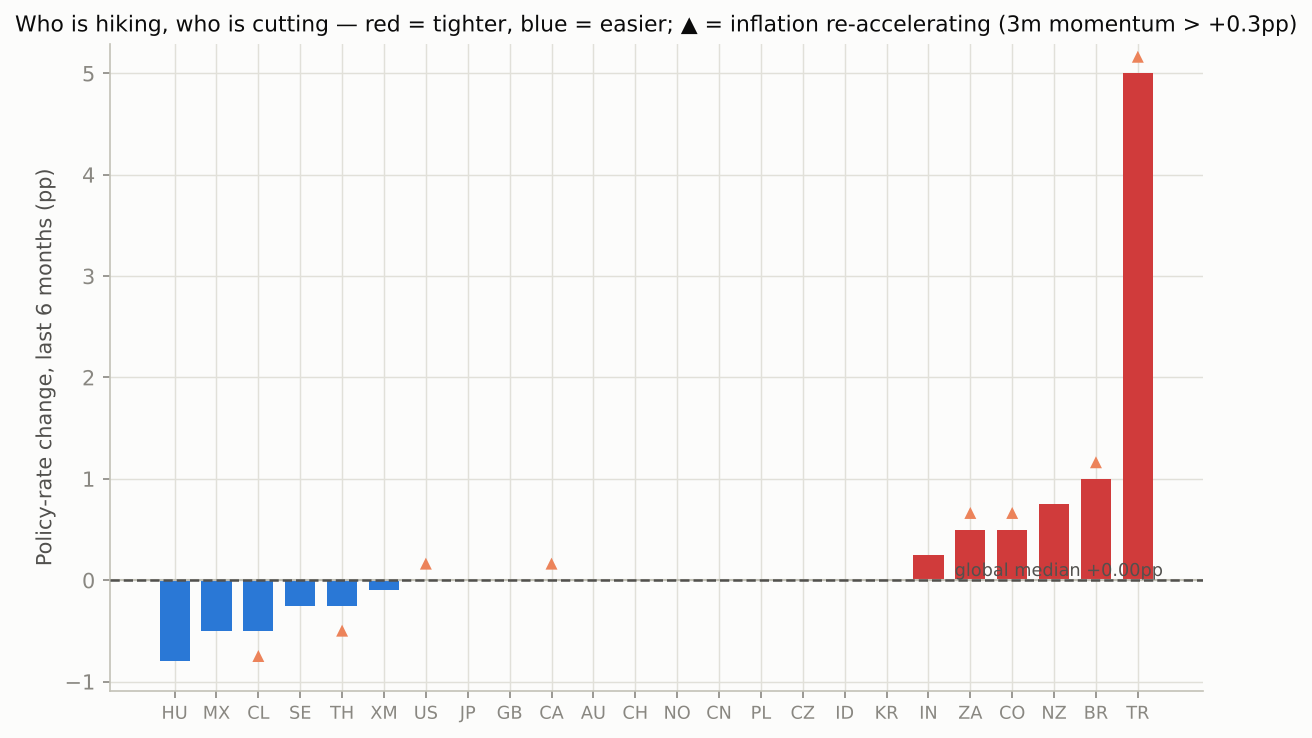 Who is hiking, who is cutting — red = tighter, blue = easier; ▲ = inflation re-accelerating (3m momentum > +0.3pp)
Policy-rate change, last 6 months (pp)
5
4
3
2
1
0
−1
global median +0.00pp
HU MX CL SE TH XM US JP GB CA AU CH NO CN PL CZ ID KR IN ZA CO NZ BR TR